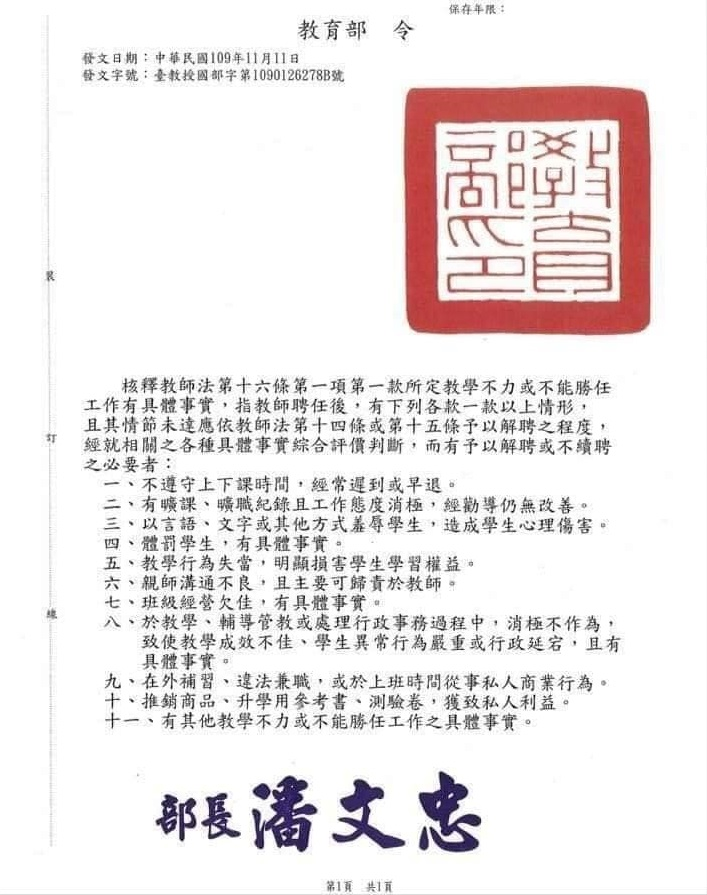 保存年限：
教育部　令
發文日期：中華民國109年11月11日
發文字號：臺教授國部字第1090126278B號
教育部印
裝
訂
線
核釋教師法第十六條第一項第一款所定教學不力或不能勝任
工作有具體事實，指教師聘任後，有下列各款一款以上情形，
且其情節未達應依教師法第十四條或第十五條予以解聘之程度，
經就相關之各種具體事實綜合評價判斷，而有予以解聘或不續聘
之必要者：
一、不遵守上下課時間，經常遲到或早退。
二、有曠課、曠職紀錄且工作態度消極，經勸導仍無改善。
三、以言語、文字或其他方式羞辱學生，造成學生心理傷害。
四、體罰學生，有具體事實。
五、教學行為失當，明顯損害學生學習權益。
六、親師溝通不良，且主要可歸責於教師。
七、班級經營欠佳，有具體事實。
八、於教學、輔導管教或處理行政事務過程中，消極不作為，
致使教學成效不佳、學生異常行為嚴重或行政延宕，且有
具體事實。
九、在外補習、違法兼職，或於上班時間從事私人商業行為。
十、推銷商品、升學用參考書、測驗卷，獲致私人利益。
十一、有其他教學不力或不能勝任工作之具體事實。
部長 潘文忠
第1頁　共1頁